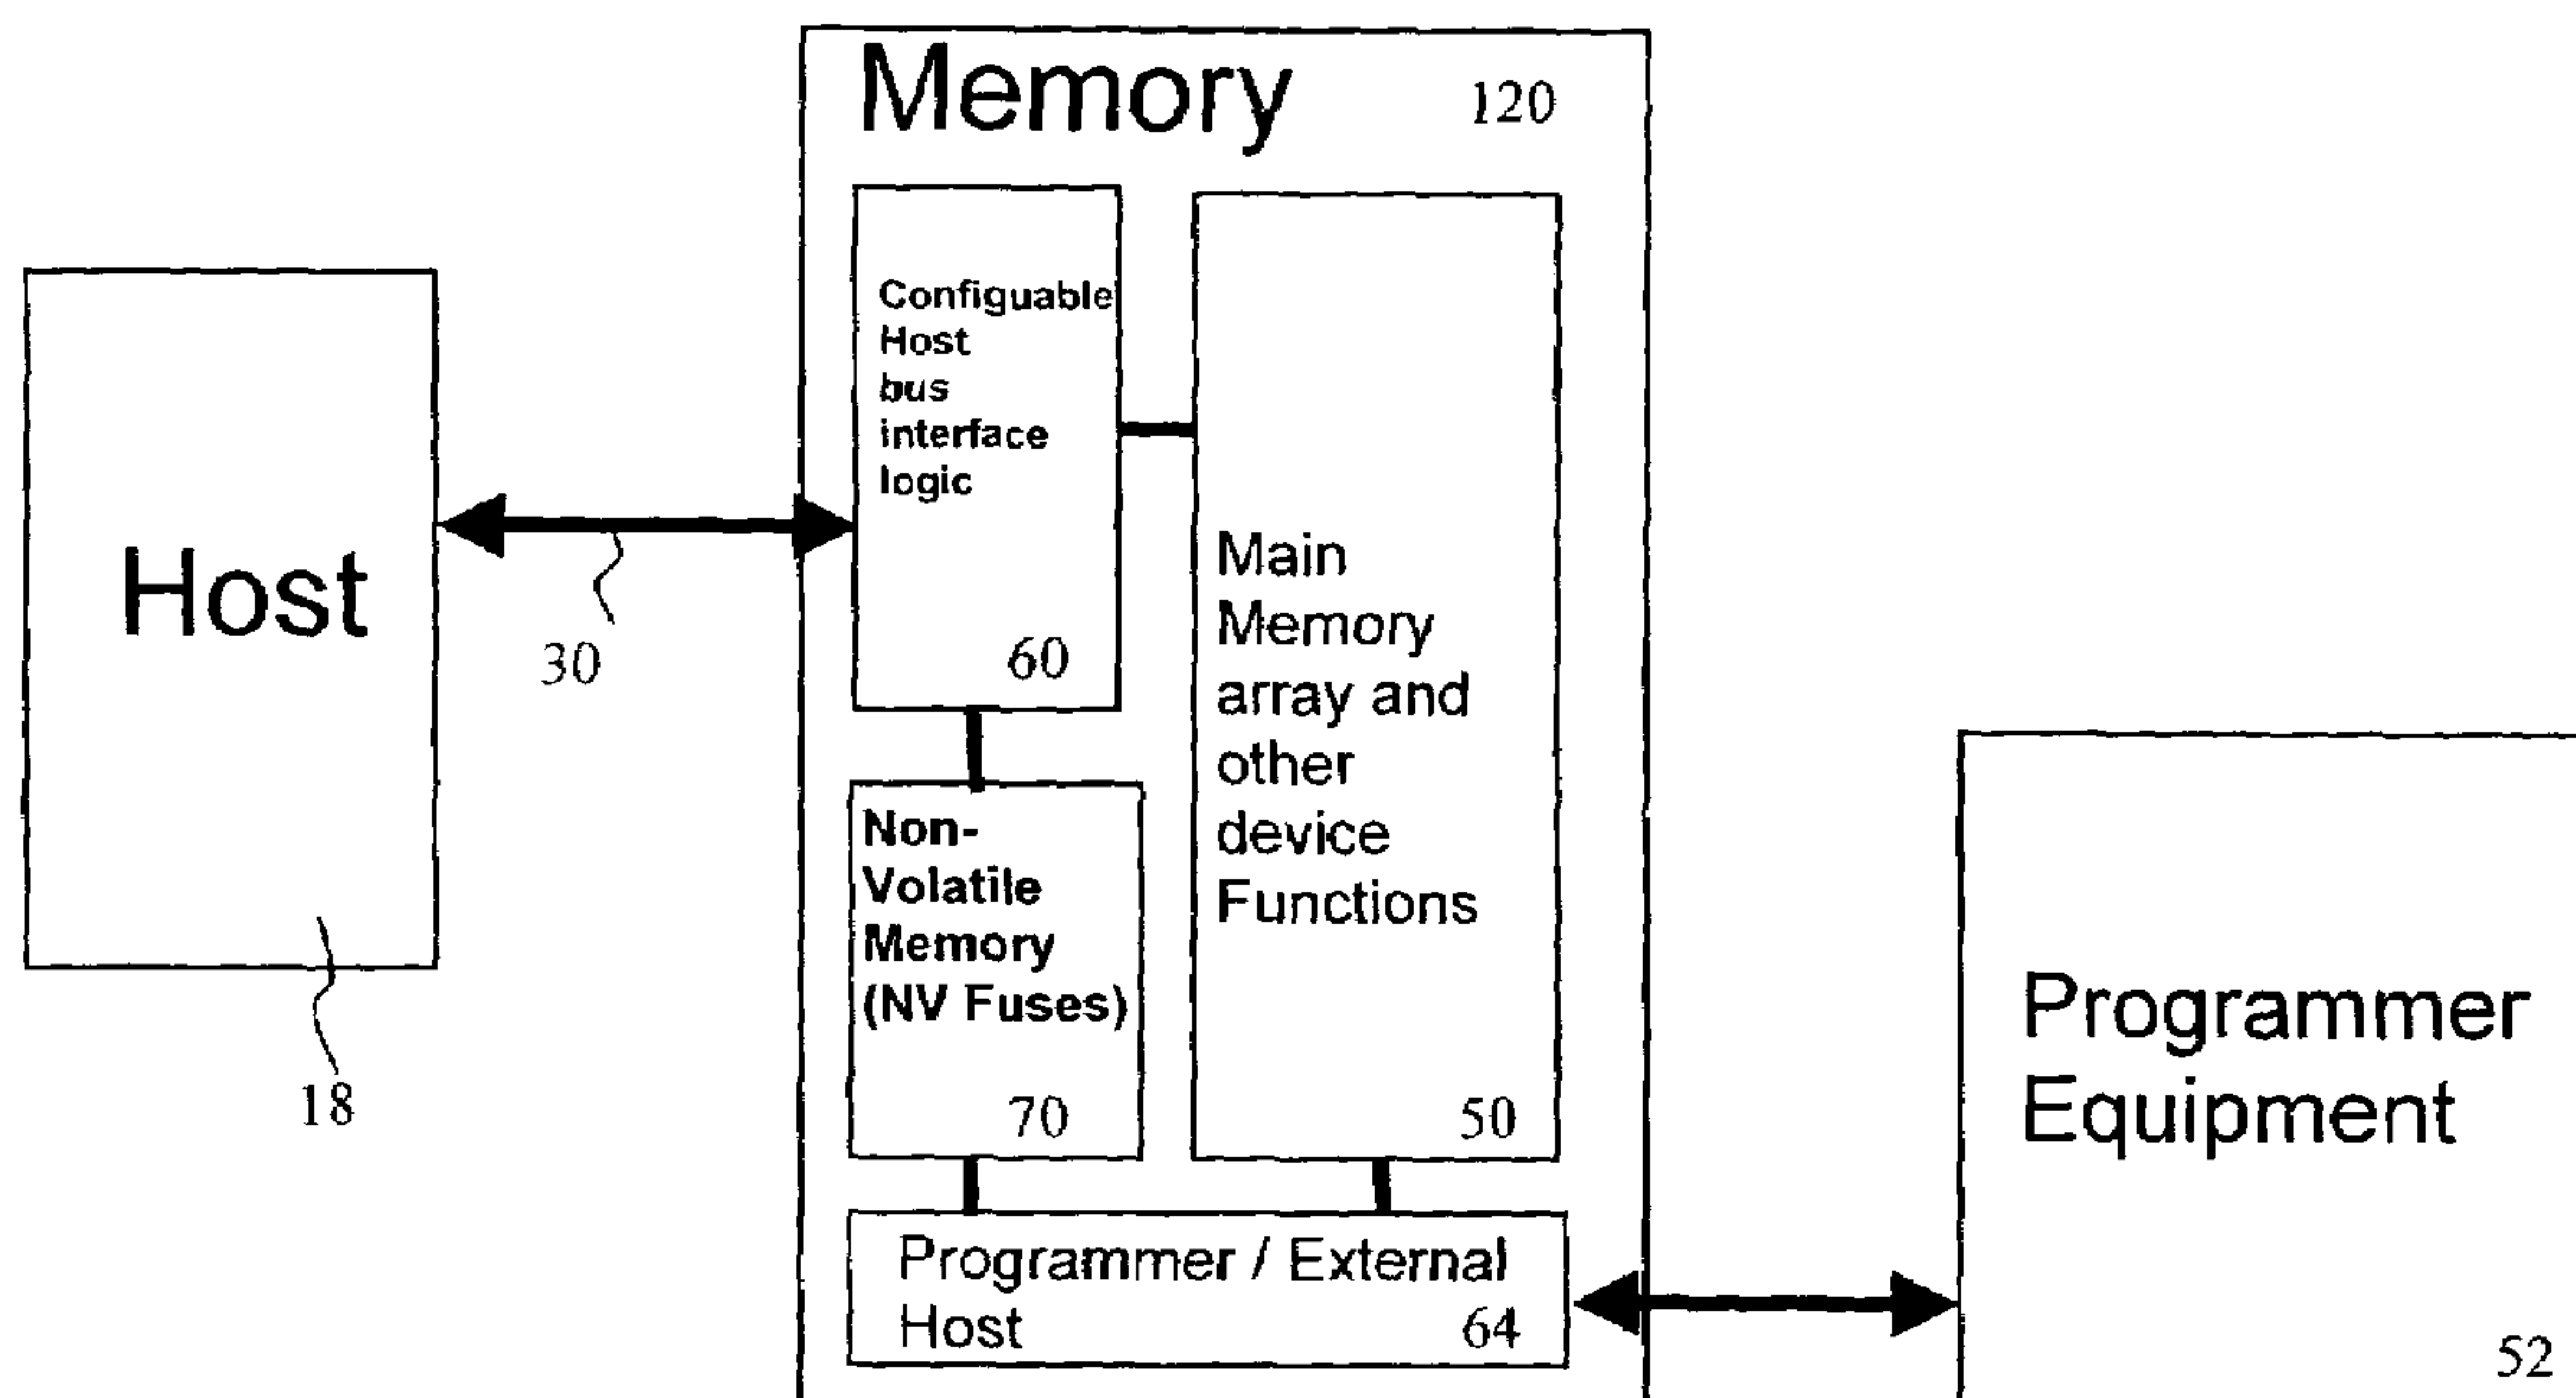 Memory 120
Configuable
Host
bus
interface
logic
60
Host
18
30
Main
Memory
array and
other
device
Functions
50
Non-
Volatile
Memory
(NV Fuses)
70
Programmer / External
Host 64
Programmer
Equipment
52